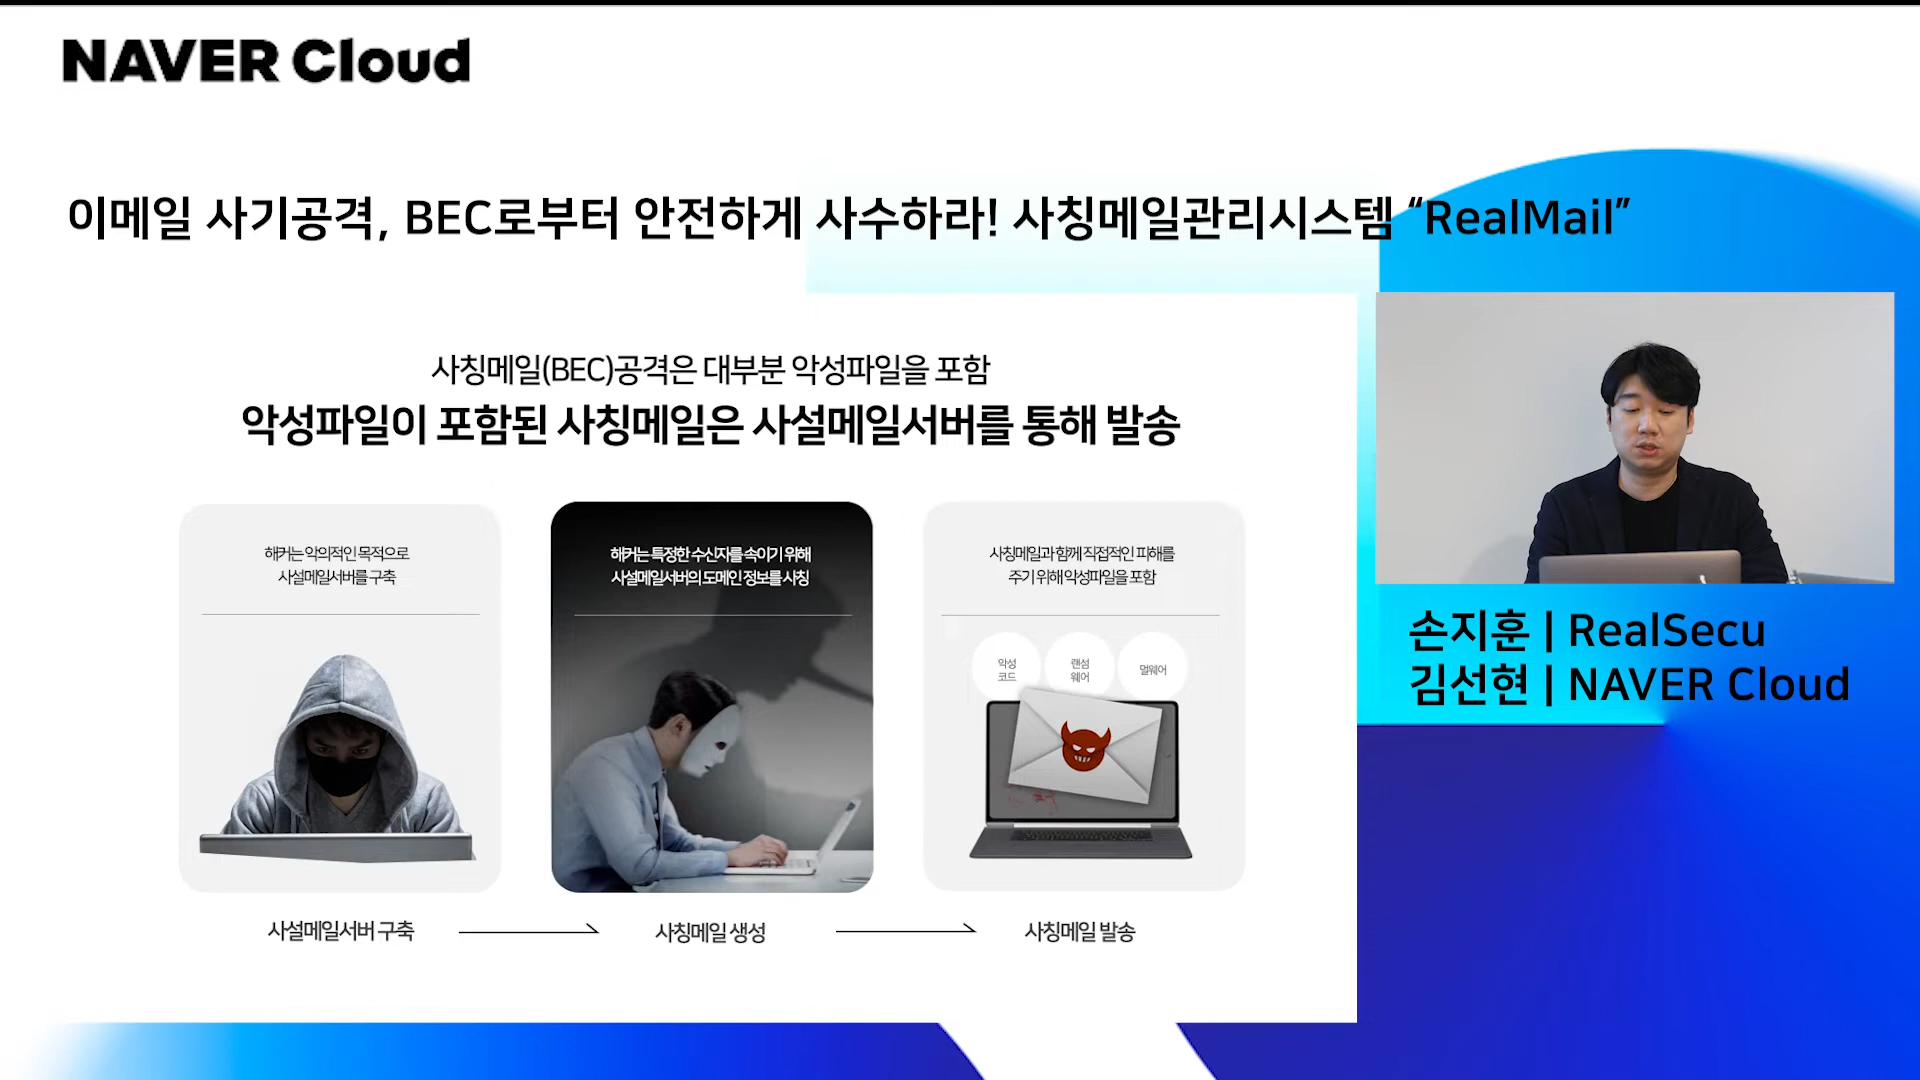 NAVER Cloud
이메일 사기공격, BEC로부터 안전하게 사수하라! 사칭메일관리시스템 “RealMail”
사칭메일(BEC)공격은 대부분 악성파일을 포함
악성파일이 포함된 사칭메일은 사설메일서버를 통해 발송
해커는 악의적인 목적으로
사설메일서버를 구축
해커는 특정한 수신자를 속이기 위해
사설메일서버의 도메인 정보를 사칭
사칭메일과 함께 직접적인 피해를
주기 위해 악성파일을 포함
악성
코드
랜섬
웨어
멀웨어
사설메일서버 구축
사칭메일 생성
사칭메일 발송
손지훈 | RealSecu
김선현 | NAVER Cloud